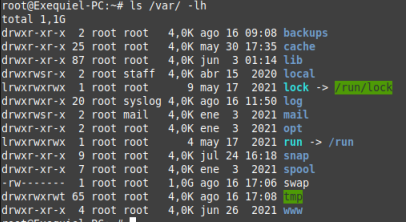 root@Exequiel-PC:~# ls /var/ -lh
total 1,1G
drwxr-xr-x 2 root root 4,0K ago 16 09:08 backups
drwxr-xr-x 25 root root 4,0K may 30 17:35 cache
drwxr-xr-x 87 root root 4,0K jun 3 01:14 lib
drwxrwsr-x 2 root staff 4,0K abr 15 2020 local
lrwxrwxrwx 1 root root 9 may 17 2021 lock -> /run/lock
drwxrwxr-x 20 root syslog 4,0K ago 16 11:50 log
drwxrwsr-x 2 root mail 4,0K ene 3 2021 mail
drwxr-xr-x 2 root root 4,0K ene 3 2021 opt
lrwxrwxrwx 1 root root 4 may 17 2021 run -> /run
drwxr-xr-x 9 root root 4,0K jul 24 16:18 snap
drwxr-xr-x 7 root root 4,0K ene 3 2021 spool
-rw------- 1 root root 1,0G ago 16 17:06 swap
drwxrwxrwt 65 root root 4,0K ago 16 17:08 tmp
drwxr-xr-x 4 root root 4,0K jun 26 2021 www
root@Exequiel-PC:~#